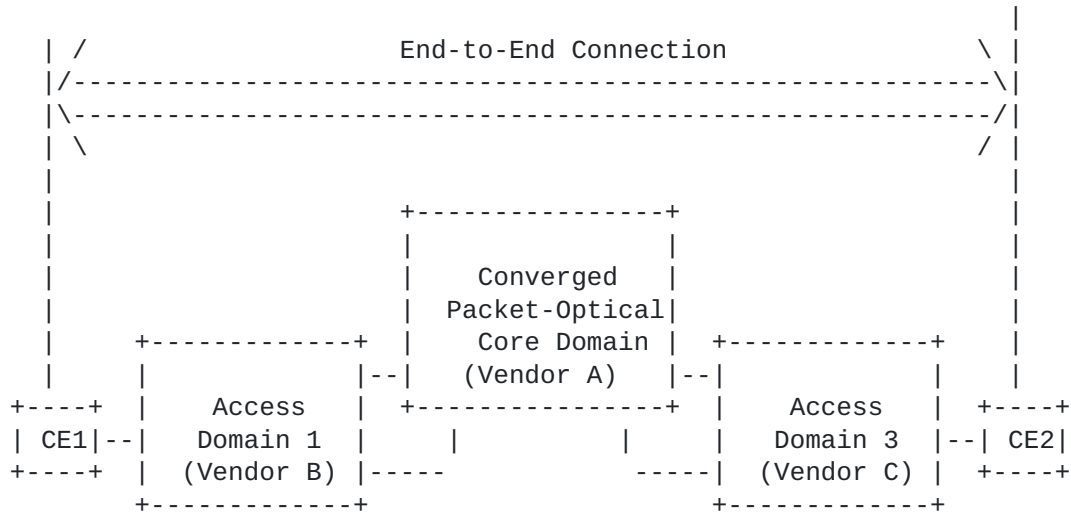 End-to-End Connection
Converged
Packet-Optical
Core Domain
(Vendor A)
Access
Domain 1
(Vendor B)
Access
Domain 3
(Vendor C)
CE1
CE2